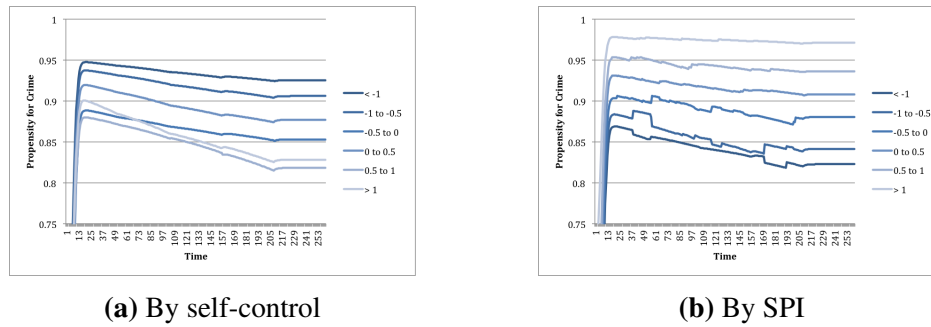 1
0.95
0.9
0.85
0.8
0.75
Propensity for Crime
1 13 25 37 49 61 73 85 97 109 121 133 145 157 169 181 193 205 217 229 241 253
Time
< -1
-1 to -0.5
-0.5 to 0
0 to 0.5
0.5 to 1
> 1
(a) By self-control
1
0.95
0.9
0.85
0.8
0.75
Propensity for Crime
1 13 25 37 49 61 73 85 97 109 121 133 145 157 169 181 193 205 217 229 241 253
Time
< -1
-1 to -0.5
-0.5 to 0
0 to 0.5
0.5 to 1
> 1
(b) By SPI